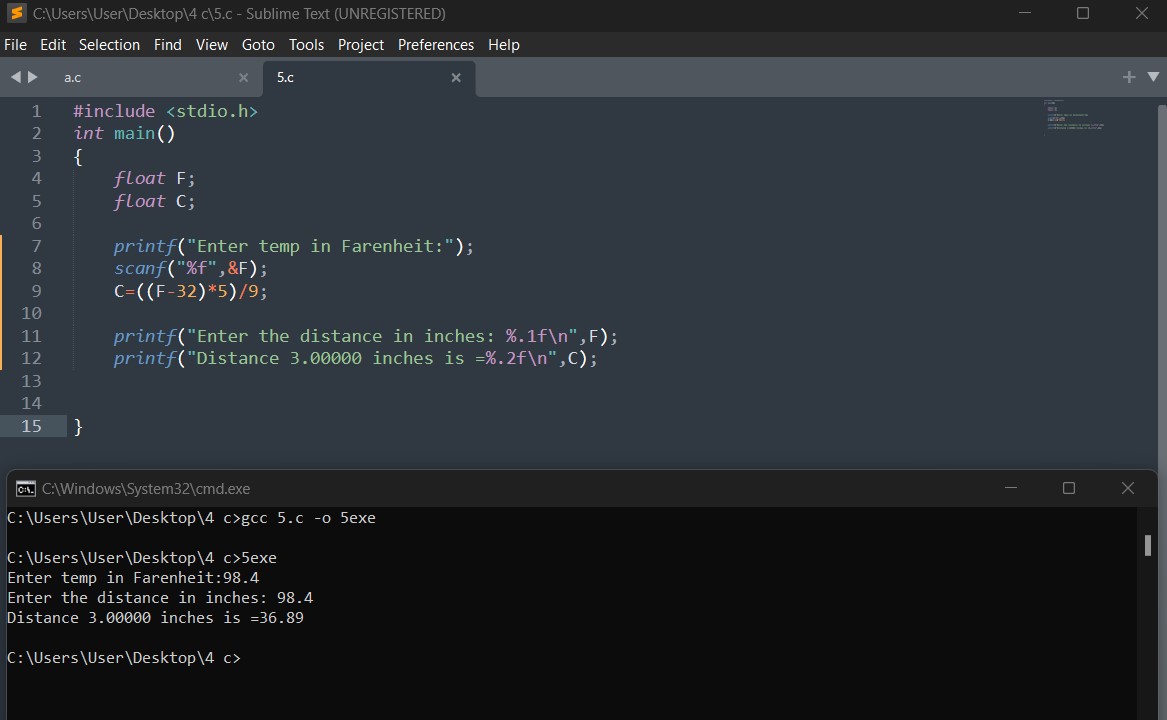 C:\Users\User\Desktop\4 c\5.c - Sublime Text (UNREGISTERED)
File Edit Selection Find View Goto Tools Project Preferences Help
a.c 5.c
1 #include <stdio.h>
2 int main()
3 {
4 float F;
5 float C;
6
7 printf("Enter temp in Farenheit:");
8 scanf("%f",&F);
9 C=((F-32)*5)/9;
10
11 printf("Enter the distance in inches: %.1f\n",F);
12 printf("Distance 3.00000 inches is =%.2f\n",C);
13
14
15 }
C:\Windows\System32\cmd.exe
C:\Users\User\Desktop\4 c>gcc 5.c -o 5exe
C:\Users\User\Desktop\4 c>5exe
Enter temp in Farenheit:98.4
Enter the distance in inches: 98.4
Distance 3.00000 inches is =36.89
C:\Users\User\Desktop\4 c>